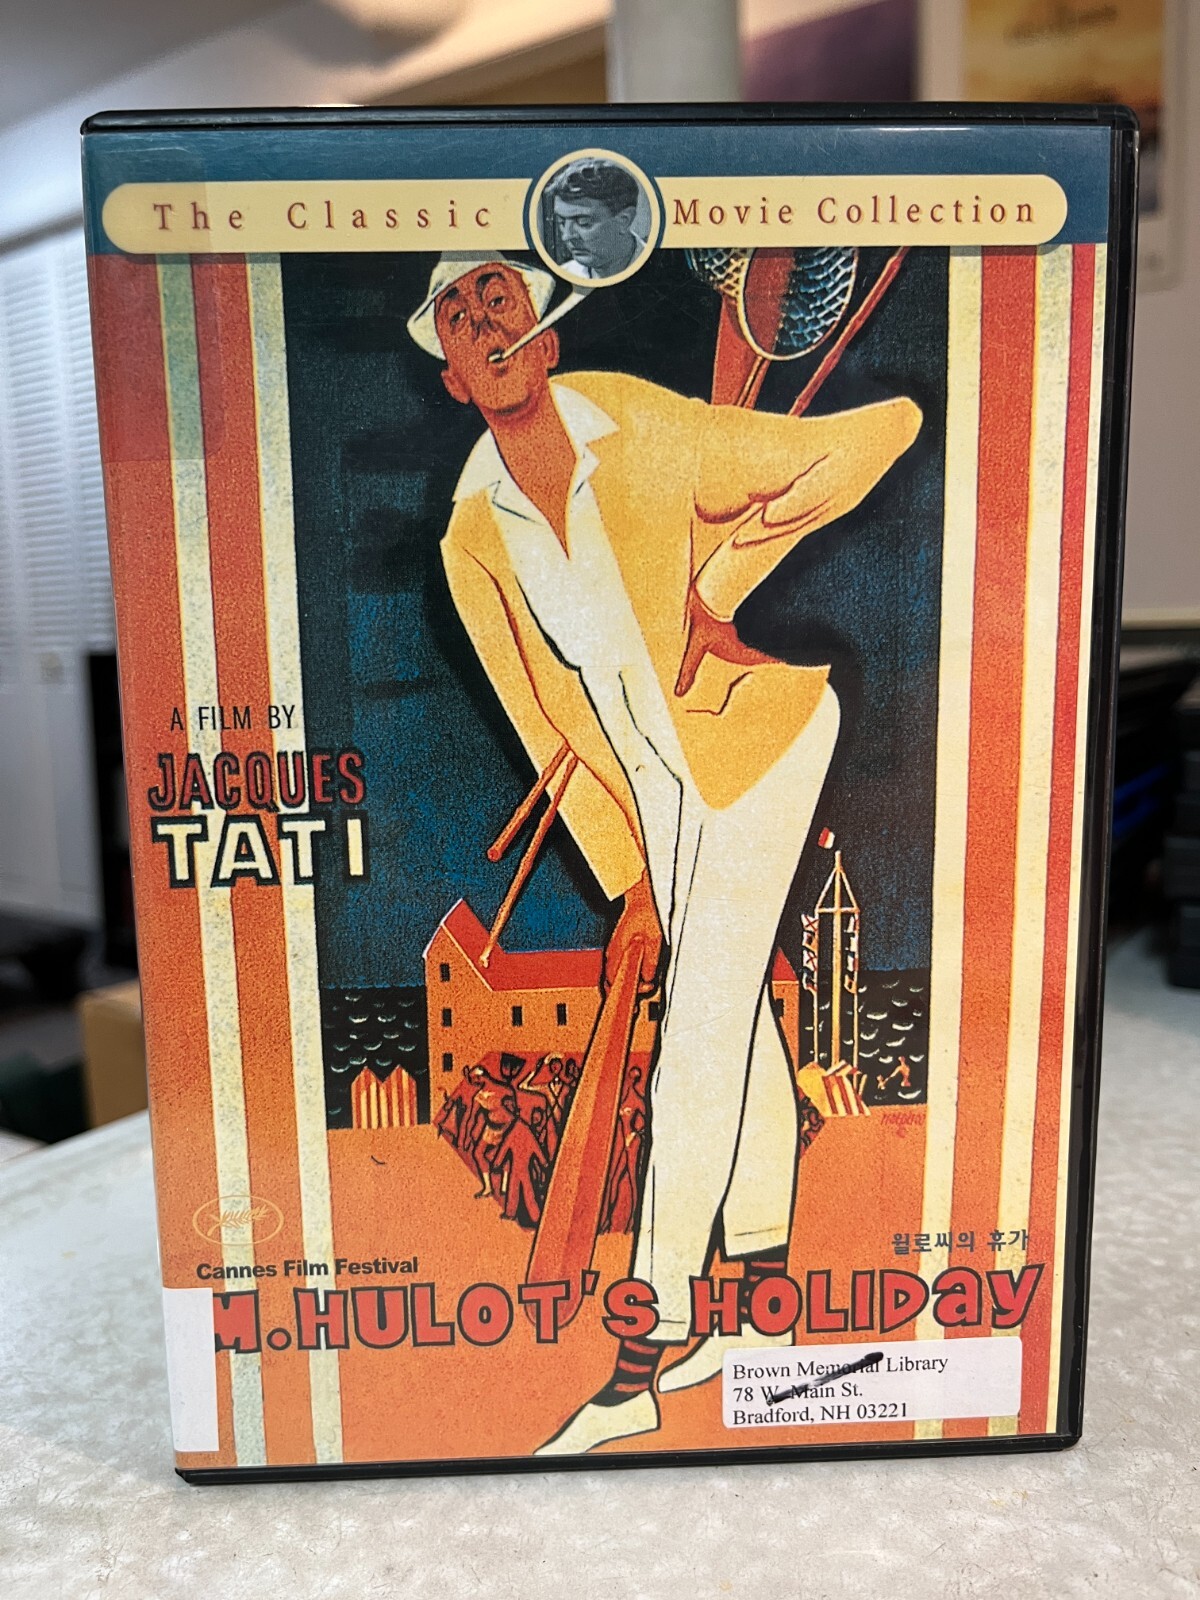 The Classic Movie Collection
A FILM BY
JACQUES
TATI
윌로씨의 휴가
Cannes Film Festival
M. HULOT'S HOLIDAY
Brown Memorial Library
78 W. Main St.
Bradford, NH 03221